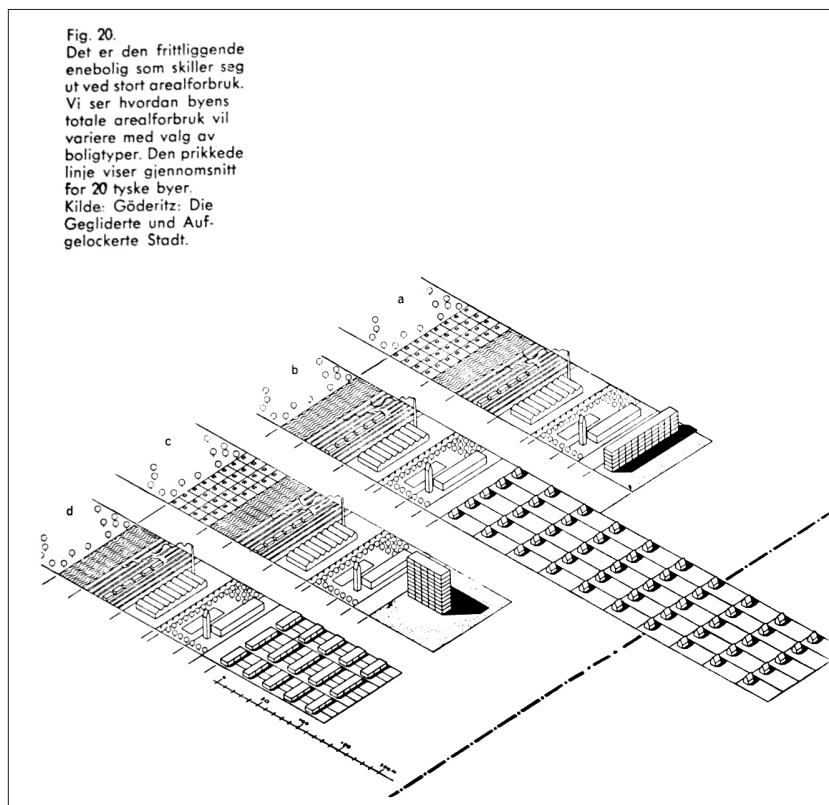 Fig. 20.
Det er den frittliggende
enebolig som skiller seg
ut ved stort arealforbruk.
Vi ser hvordan byens
totale arealforbruk vil
variere med valg av
boligtyper. Den prikkede
linje viser gjennomsnitt
for 20 tyske byer.
Kilde: Göderitz: Die
Gegliderte und Auf-
gelockerte Stadt.
a
b
c
d